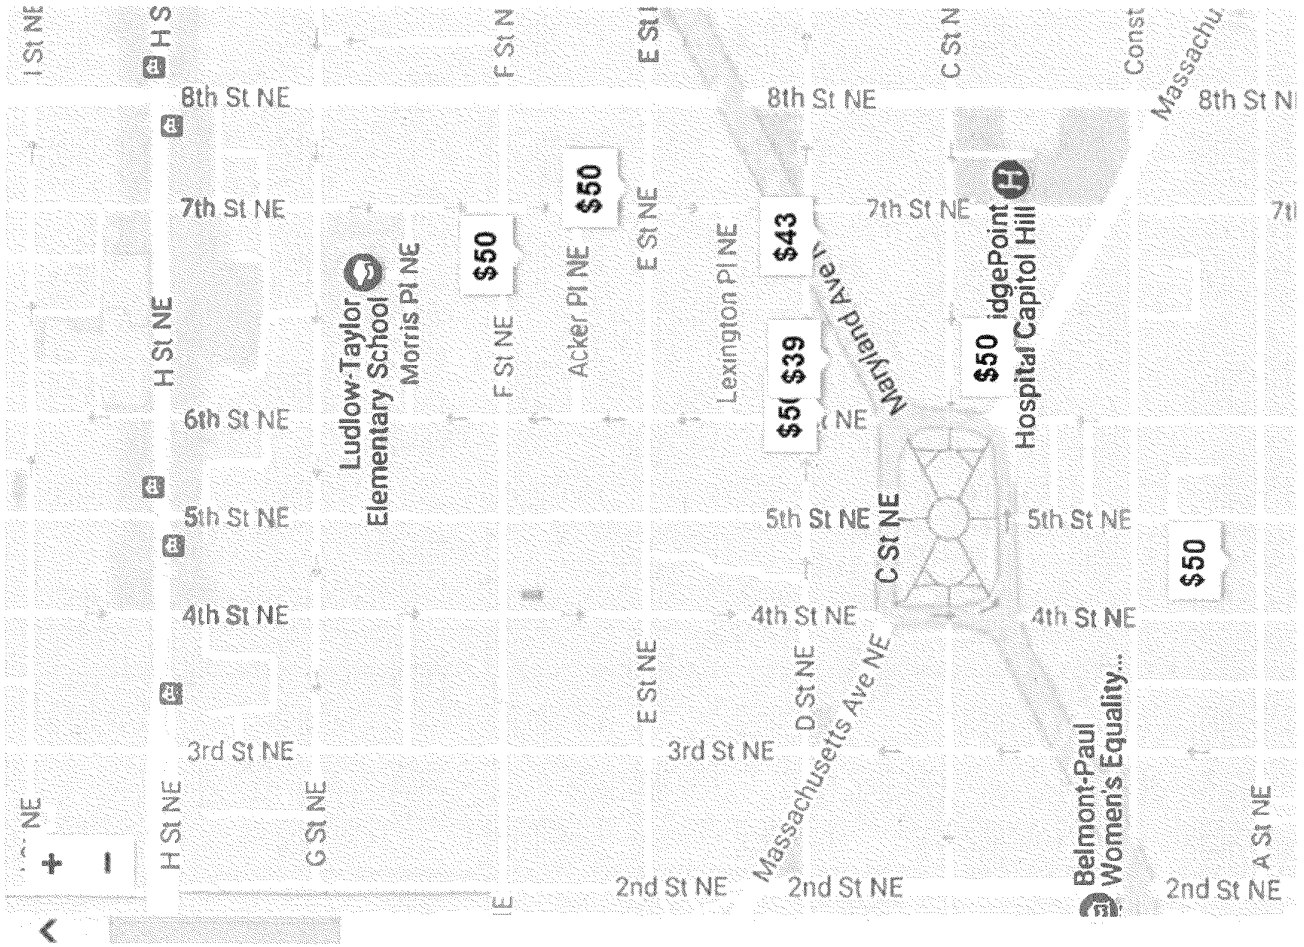 I St NE
H S
F St N
E St
C St N
Const
Massachu
8th St NE
8th St NE
8th St N
7th St NE
7th St NE
7t
$50
$50
$43
$39
$5
$50
$50
H St NE
Ludlow-Taylor
Elementary School
Morris Pl NE
F St NE
Acker Pl NE
E St NE
Lexington Pl NE
Maryland Ave N
idgePoint
Hospital Capitol Hill
H
6th St NE
NE
5th St NE
5th St NE
5th St NE
C St NE
4th St NE
4th St NE
4th St NE
E St NE
D St NE
Massachusetts Ave NE
3rd St NE
3rd St NE
Belmont-Paul
Women's Equality...
NE
H St NE
G St NE
A St NE
2nd St NE
2nd St NE
2nd St NE
+
−